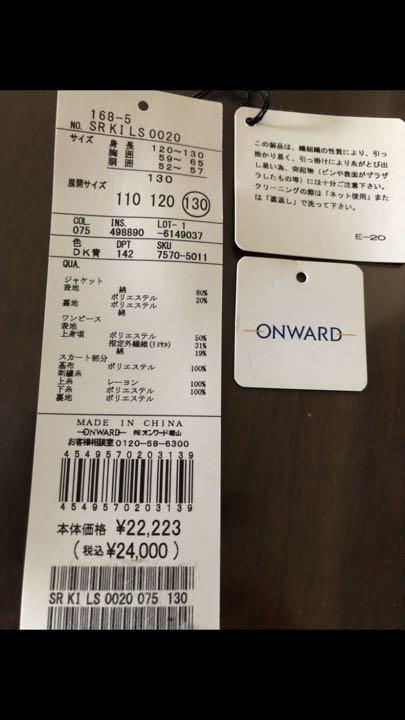 168-5
NO. SRKILS0020
サイズ 身長 120~130
胸囲 59~65
胴囲 52~57
130
展開サイズ
110 120 130
COL. INS. LOT-1
075 498890 -6149037
色 DPT SKU
DK青 142 7570-5011
QUA.
ジャケット
表地 綿 80%
ポリエステル 20%
裏地 ポリエステル
綿
ワンピース
表地
上身頃 ポリエステル 50%
指定外繊維(リヨセル) 31%
綿 19%
スカート部分
基布 ポリエステル 100%
刺繍糸
上糸 レーヨン 100%
下糸 ポリエステル 100%
裏地 ポリエステル 100%
MADE IN CHINA
ONWARD ㈱オンワード樫山
お客様相談室 0120-58-6300
4549570203139
4549570203139
本体価格 ¥22,223
(税込 ¥24,000)
SR KI LS 0020 075 130
この製品は、繊細織の性質により、引っ
掛かり易く、引っ掛けにより糸がとび出
し易い為、突起物(ピンや表面がザラザ
ラしたもの等)には十分ご注意下さい。
クリーニングの際は「ネット使用」また
は「裏返し」で洗って下さい。
E-20
ONWARD